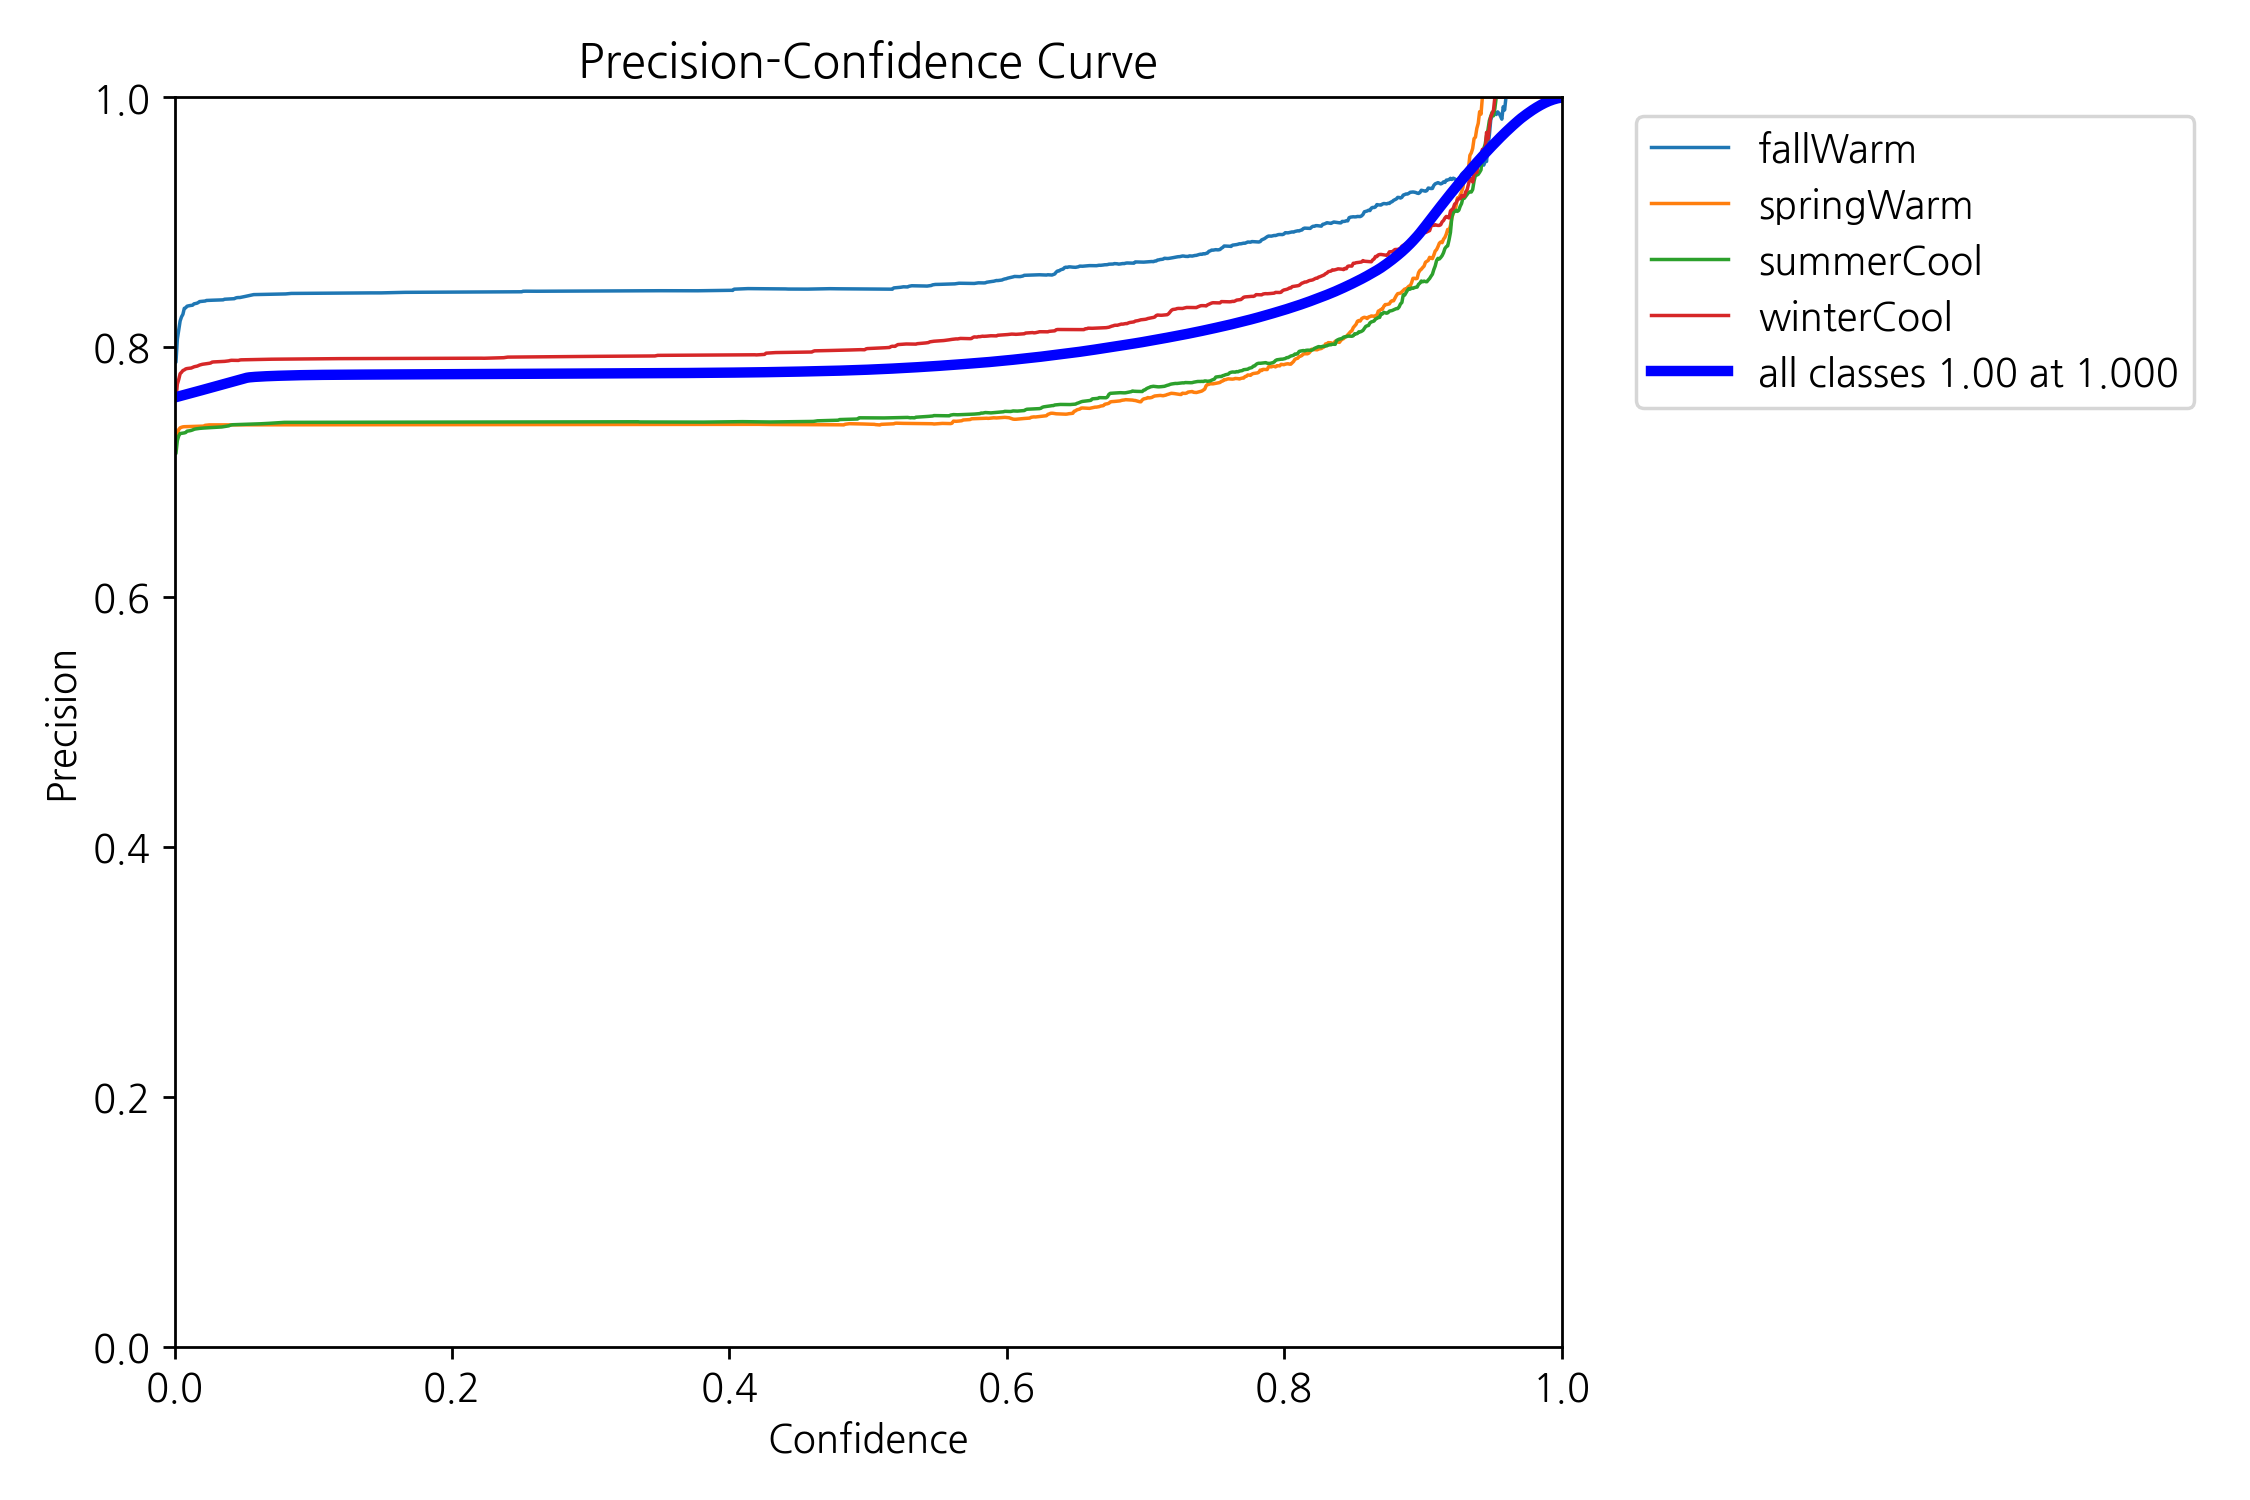 Precision-Confidence Curve
1.0
0.8
0.6
0.4
0.2
0.0
Precision
0.0 0.2 0.4 0.6 0.8 1.0
Confidence
fallWarm
springWarm
summerCool
winterCool
all classes 1.00 at 1.000